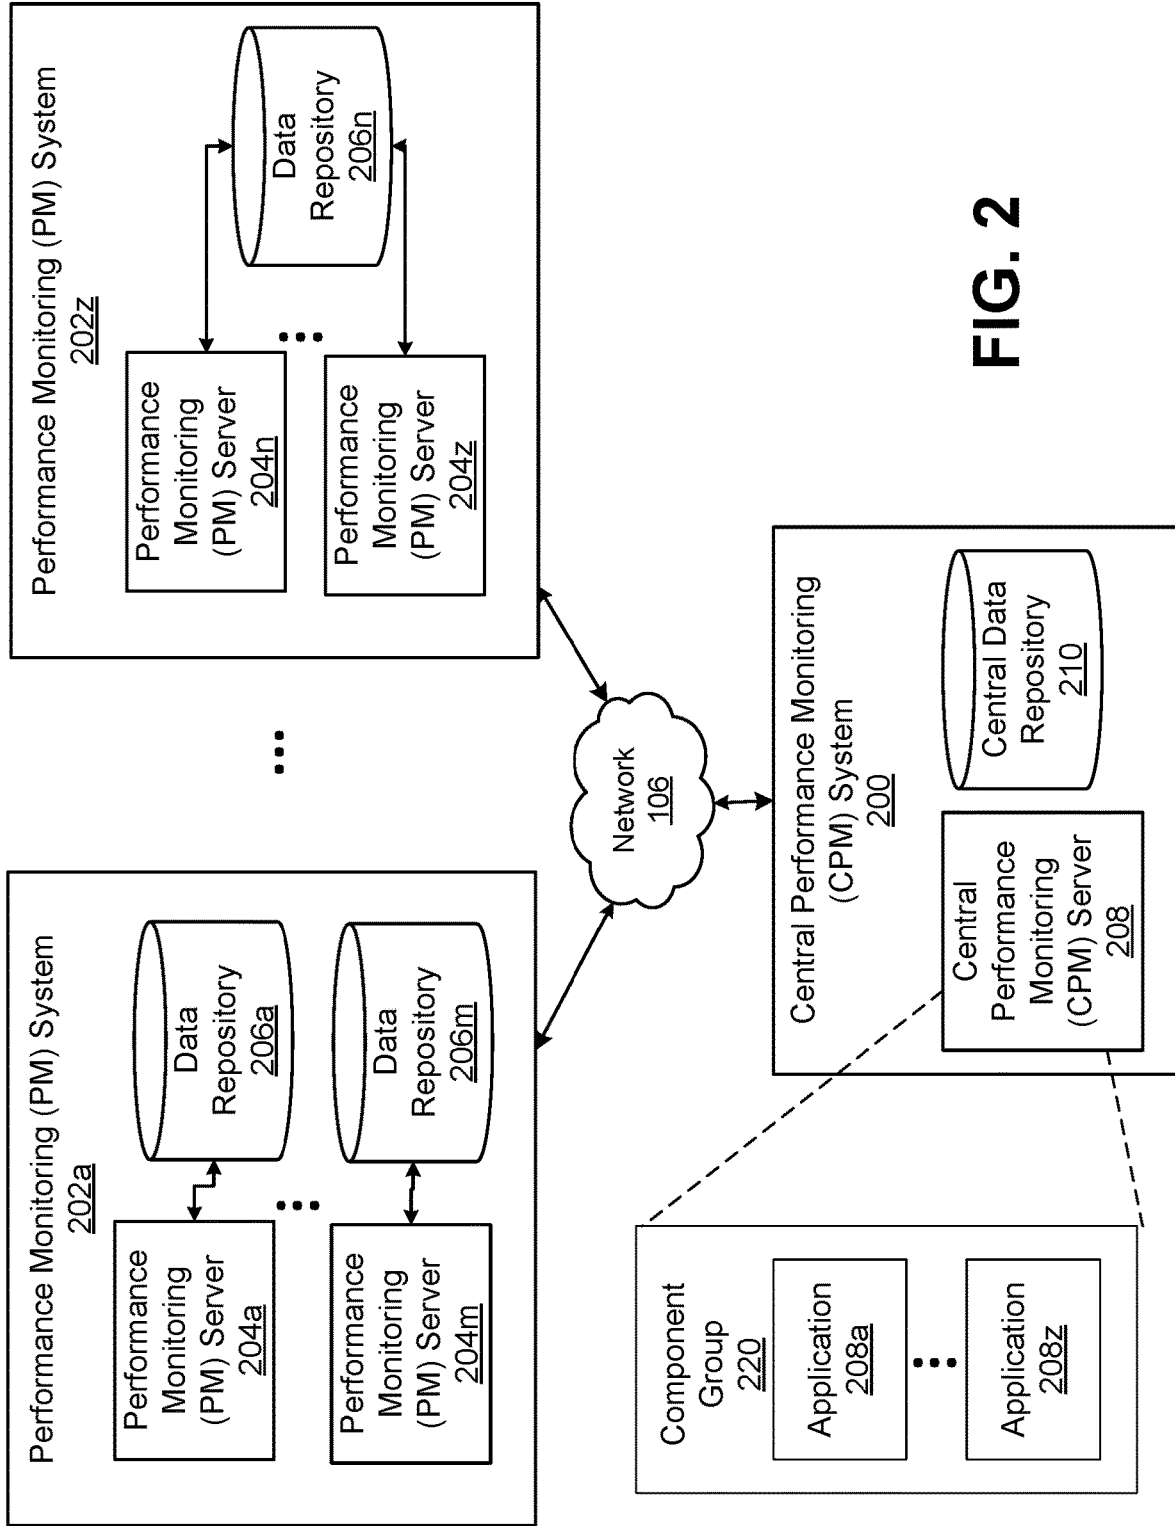 Performance Monitoring (PM) System
202a
Performance
Monitoring
(PM) Server
204a
Data
Repository
206a
Performance
Monitoring
(PM) Server
204m
Data
Repository
206m
Performance Monitoring (PM) System
202z
Performance
Monitoring
(PM) Server
204n
Performance
Monitoring
(PM) Server
204z
Data
Repository
206n
Network
106
Component
Group
220
Application
208a
Application
208z
Central Performance Monitoring
(CPM) System
200
Central
Performance
Monitoring
(CPM) Server
208
Central Data
Repository
210
FIG. 2